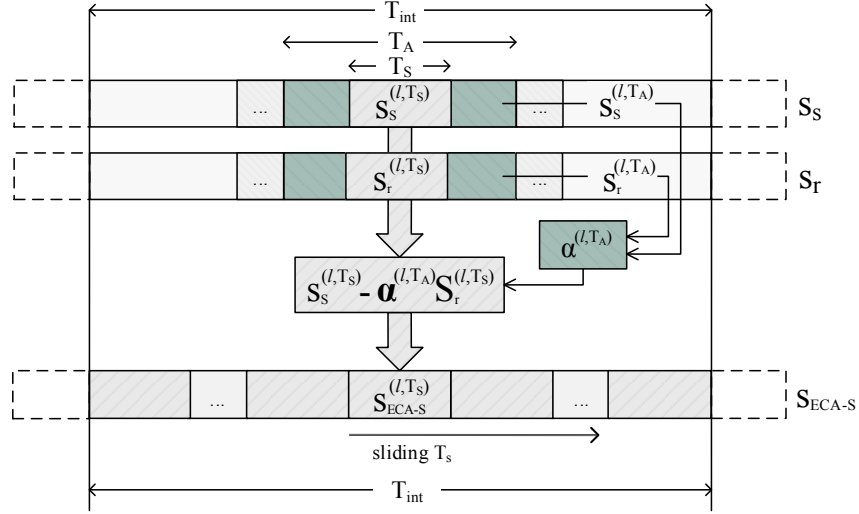 T_int
T_A
T_S
... s_S^(l,T_S) ... s_S^(l,T_A) s_S
... s_r^(l,T_S) ... s_r^(l,T_A) s_r
α^(l,T_A)
s_S^(l,T_S) - α^(l,T_A) S_r^(l,T_S)
... s_ECA-S^(l,T_S) ... s_ECA-S
sliding T_s
T_int